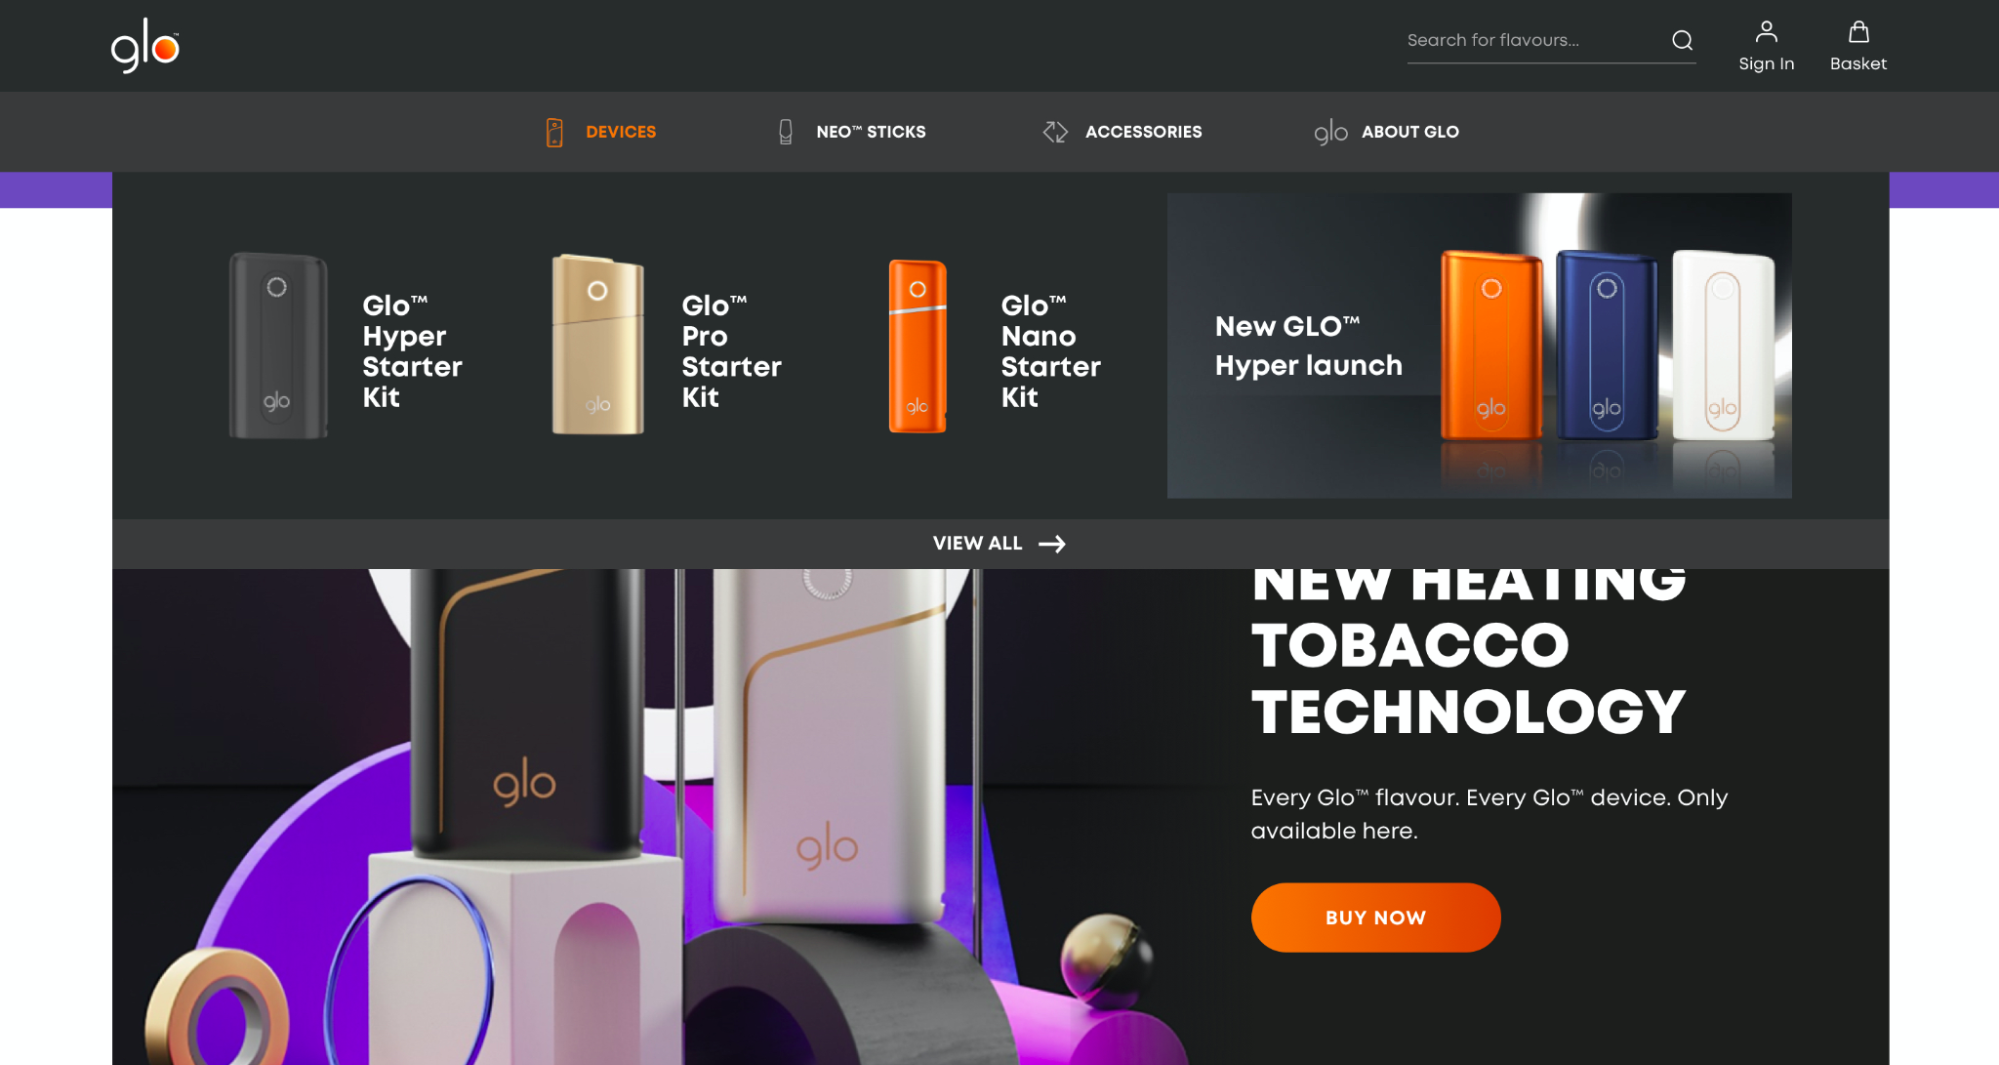 glo™
Search for flavours...
Sign In
Basket
DEVICES
NEO™ STICKS
ACCESSORIES
glo
ABOUT GLO
glo
Glo™
Hyper
Starter
Kit
glo
Glo™
Pro
Starter
Kit
glo
Glo™
Nano
Starter
Kit
New GLO™
Hyper launch
glo
glo
glo
VIEW ALL
NEW HEATING
TOBACCO
TECHNOLOGY
glo
glo
Every Glo™ flavour. Every Glo™ device. Only
available here.
BUY NOW